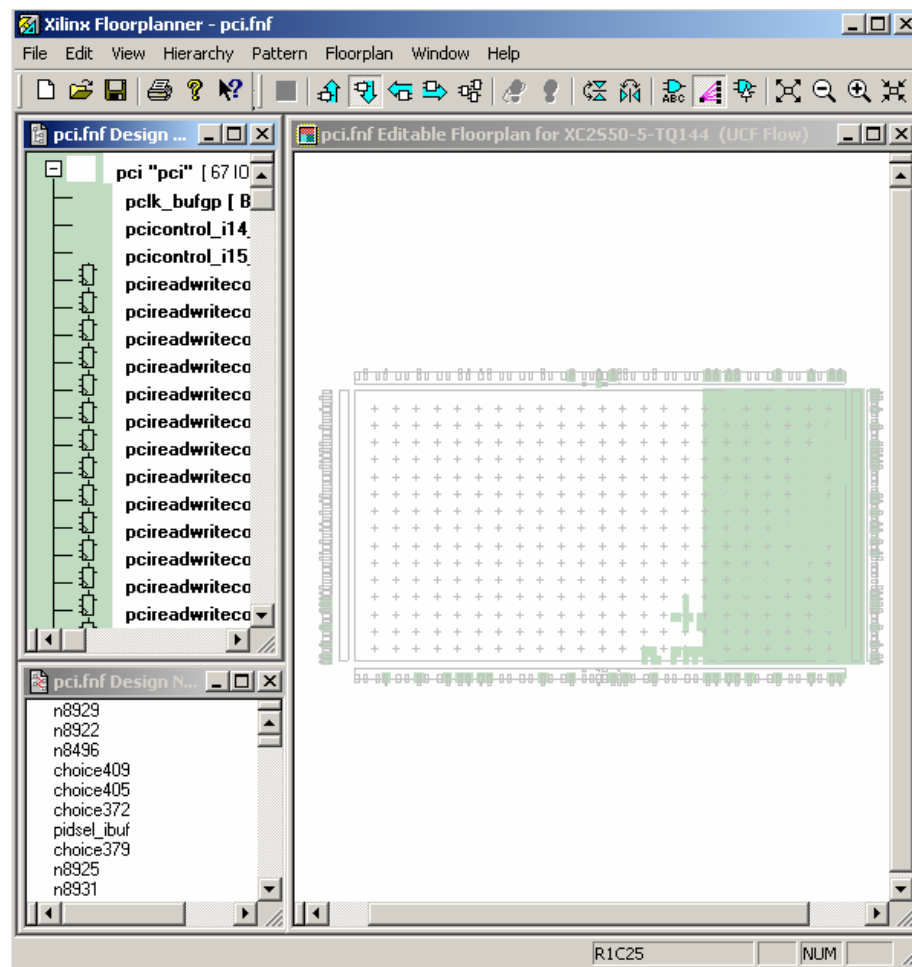 Xilinx Floorplanner - pci.fnf
File Edit View Hierarchy Pattern Floorplan Window Help
ABC
pci.fnf Design ...
pci.fnf Editable Floorplan for XC2S50-5-TQ144 (UCF Flow)
pci "pci" [ 67 IO
pclk_bufgp [ B
pcicontrol_i14_
pcicontrol_i15_
pcireadwriteco
pcireadwriteco
pcireadwriteco
pcireadwriteco
pcireadwriteco
pcireadwriteco
pcireadwriteco
pcireadwriteco
pcireadwriteco
pcireadwriteco
pcireadwriteco
pcireadwriteco
pcireadwriteco
pci.fnf Design N...
n8929
n8922
n8496
choice409
choice405
choice372
pidsel_ibuf
choice379
n8925
n8931
R1C25
NUM